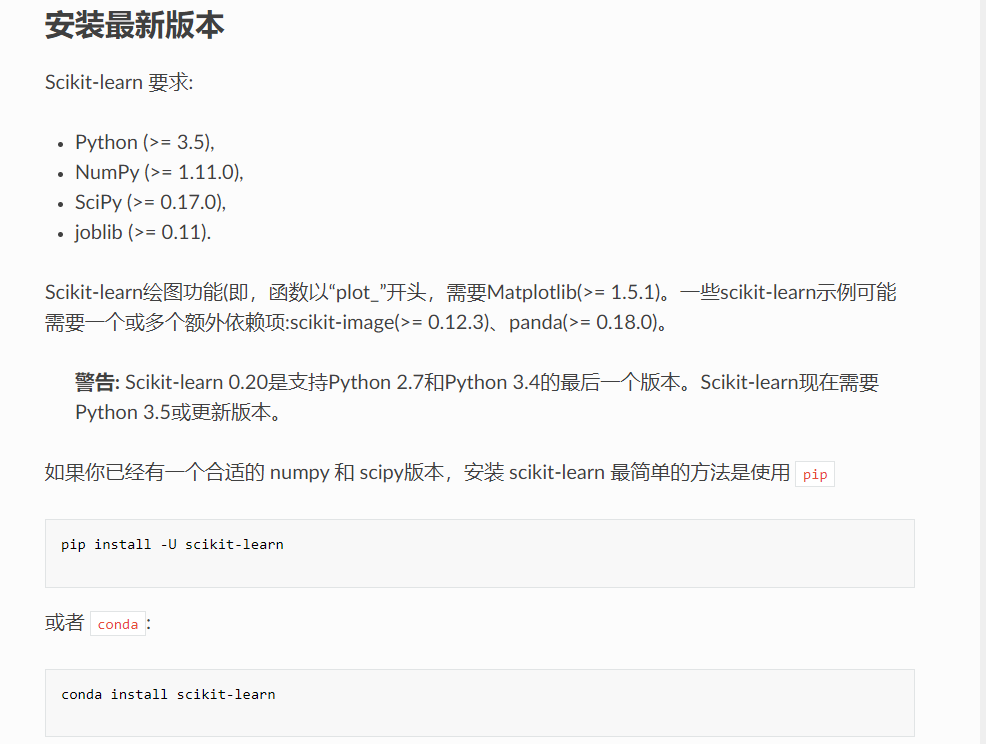 安装最新版本
Scikit-learn 要求:
• Python (>= 3.5),
• NumPy (>= 1.11.0),
• SciPy (>= 0.17.0),
• joblib (>= 0.11).
Scikit-learn绘图功能(即，函数以“plot_”开头，需要Matplotlib(>= 1.5.1)。一些scikit-learn示例可能
需要一个或多个额外依赖项:scikit-image(>= 0.12.3)、panda(>= 0.18.0)。
警告: Scikit-learn 0.20是支持Python 2.7和Python 3.4的最后一个版本。Scikit-learn现在需要
Python 3.5或更新版本。
如果你已经有一个合适的 numpy 和 scipy版本，安装 scikit-learn 最简单的方法是使用 pip
pip install -U scikit-learn
或者 conda:
conda install scikit-learn